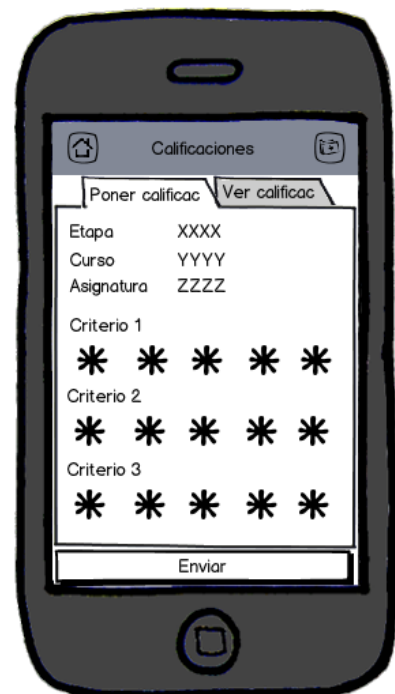 Calificaciones
Poner calificac Ver calificac
Etapa XXXX
Curso YYYY
Asignatura ZZZZ
Criterio 1
* * * * *
Criterio 2
* * * * *
Criterio 3
* * * * *
Enviar